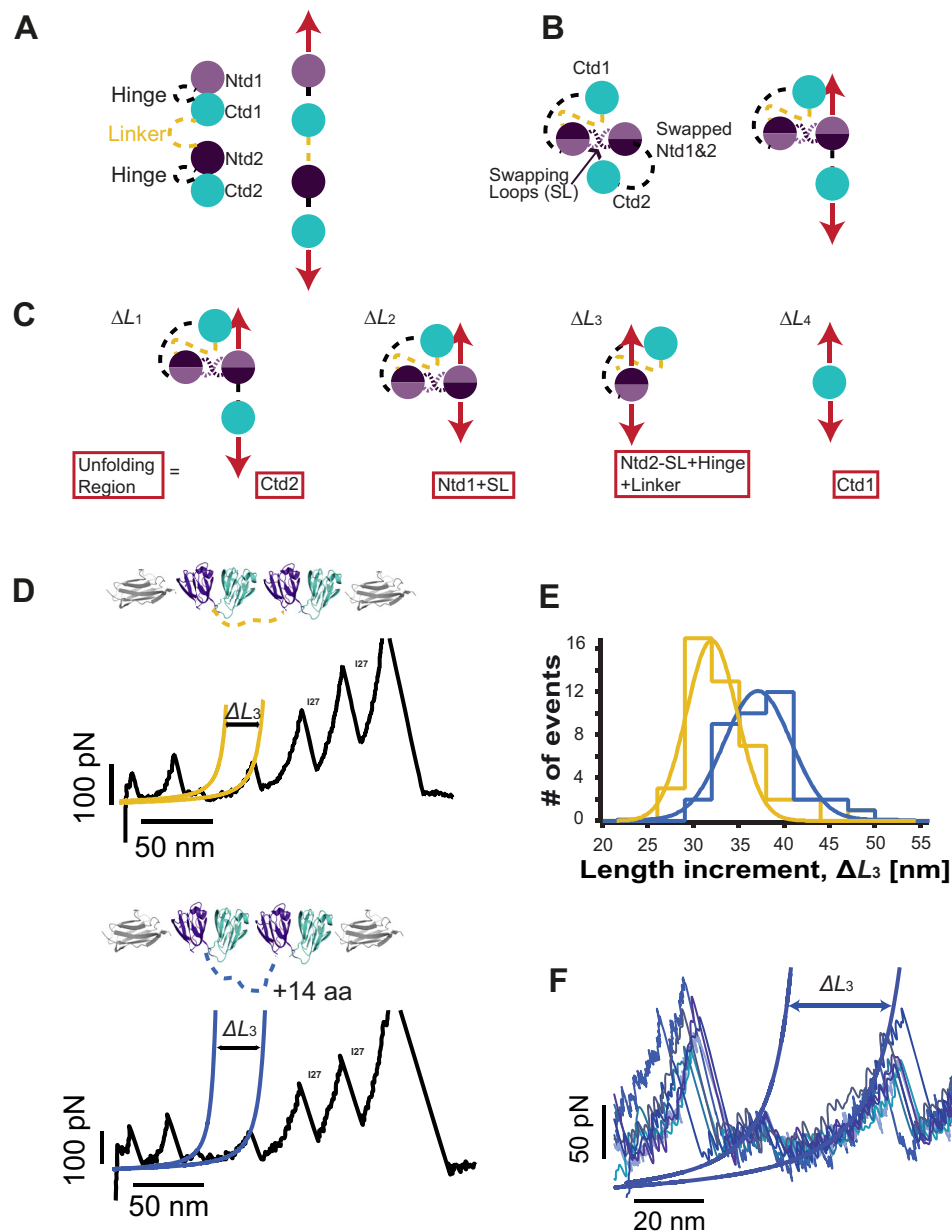 A
Ntd1
Hinge
Ctd1
Linker
Ntd2
Hinge
Ctd2
B
Ctd1
Swapped
Ntd1&2
Swapping
Loops (SL)
Ctd2
C
ΔL1
ΔL2
ΔL3
ΔL4
Unfolding
Region
=
Ctd2
Ntd1+SL
Ntd2-SL+Hinge
+Linker
Ctd1
D
ΔL3
I27
I27
100 pN
50 nm
+14 aa
ΔL3
I27
I27
100 pN
50 nm
E
# of events
16
12
8
4
0
20 25 30 35 40 45 50 55
Length increment, ΔL3 [nm]
F
ΔL3
50 pN
20 nm